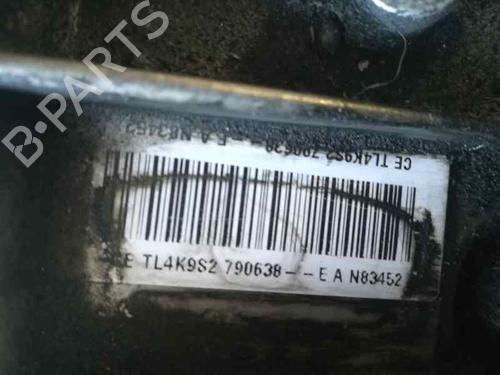 B-PARTS
CE TL4K9S2 790638 - - E A N83452
E TL4K9S2 790638 - - E A N83452